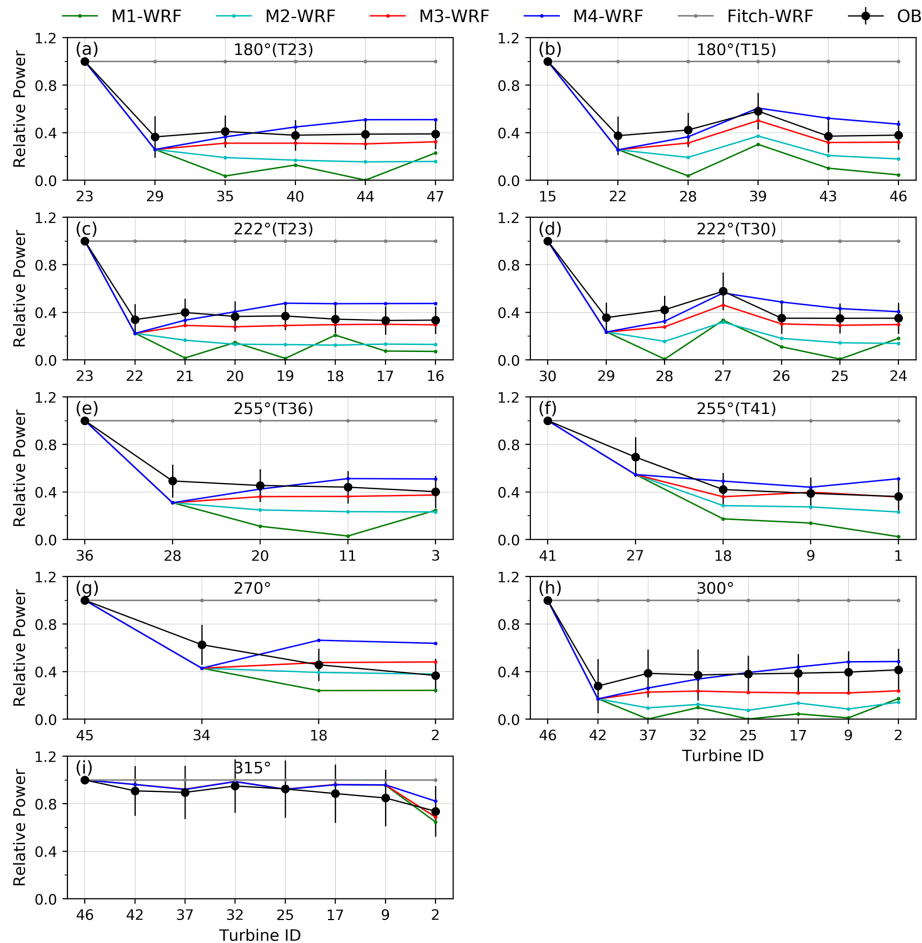 M1-WRF M2-WRF M3-WRF M4-WRF Fitch-WRF OB
(a) 180°(T23)
Relative Power
1.2
0.8
0.4
0.0
23 29 35 40 44 47
(b) 180°(T15)
1.2
0.8
0.4
0.0
15 22 28 39 43 46
(c) 222°(T23)
Relative Power
1.2
0.8
0.4
0.0
23 22 21 20 19 18 17 16
(d) 222°(T30)
1.2
0.8
0.4
0.0
30 29 28 27 26 25 24
(e) 255°(T36)
Relative Power
1.2
0.8
0.4
0.0
36 28 20 11 3
(f) 255°(T41)
1.2
0.8
0.4
0.0
41 27 18 9 1
(g) 270°
Relative Power
1.2
0.8
0.4
0.0
45 34 18 2
(h) 300°
1.2
0.8
0.4
0.0
46 42 37 32 25 17 9 2
Turbine ID
(i) 315°
Relative Power
1.2
0.8
0.4
0.0
46 42 37 32 25 17 9 2
Turbine ID